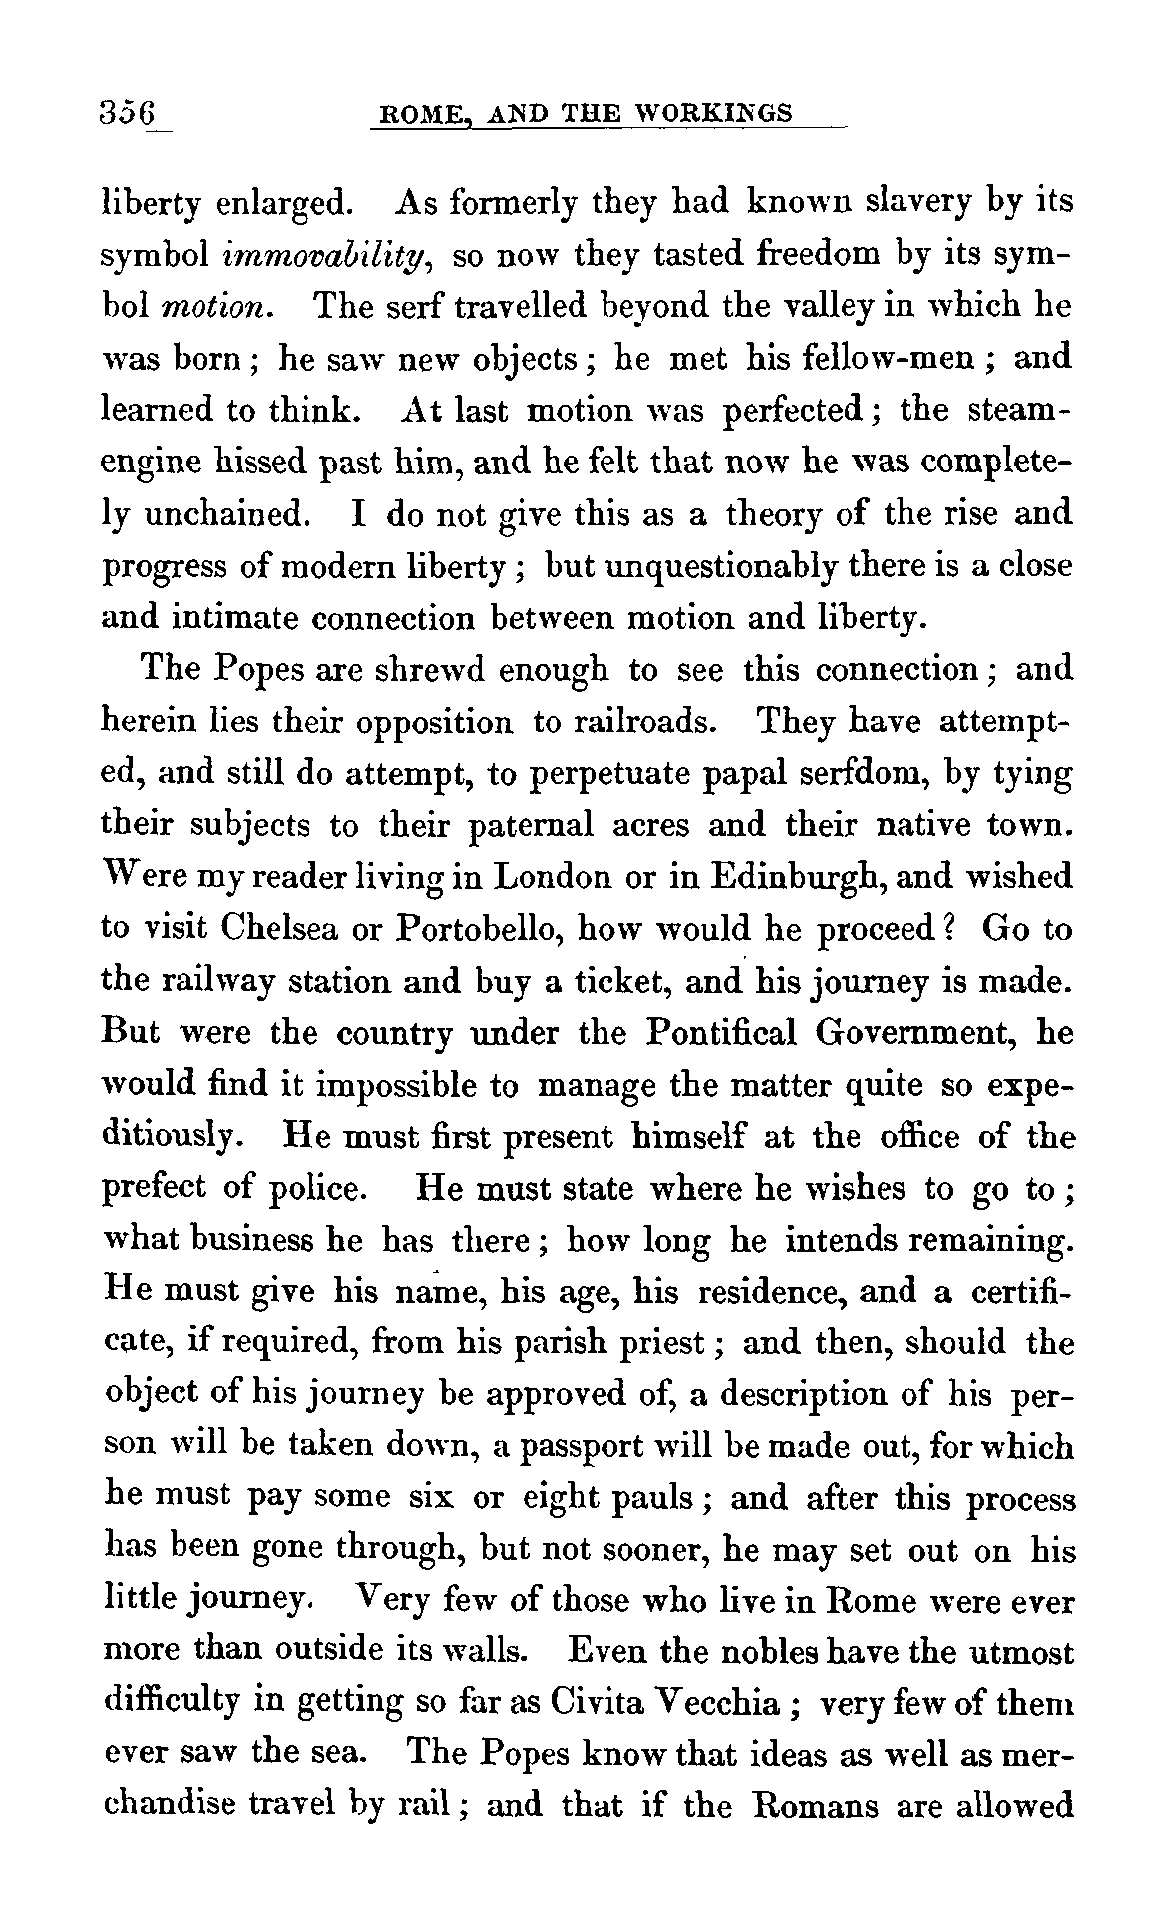 356 ROME, AND THE WORKINGS
liberty enlarged. As formerly they had known slavery by its
symbol immovability, so now they tasted freedom by its sym-
bol motion. The serf travelled beyond the valley in which he
was born ; he saw new objects ; he met his fellow-men ; and
learned to think. At last motion was perfected ; the steam-
engine hissed past him, and he felt that now he was complete-
ly unchained. I do not give this as a theory of the rise and
progress of modern liberty ; but unquestionably there is a close
and intimate connection between motion and liberty.
The Popes are shrewd enough to see this connection ; and
herein lies their opposition to railroads. They have attempt-
ed, and still do attempt, to perpetuate papal serfdom, by tying
their subjects to their paternal acres and their native town.
Were my reader living in London or in Edinburgh, and wished
to visit Chelsea or Portobello, how would he proceed ? Go to
the railway station and buy a ticket, and his journey is made.
But were the country under the Pontifical Government, he
would find it impossible to manage the matter quite so expe-
ditiously. He must first present himself at the office of the
prefect of police. He must state where he wishes to go to ;
what business he has there ; how long he intends remaining.
He must give his name, his age, his residence, and a certifi-
cate, if required, from his parish priest ; and then, should the
object of his journey be approved of, a description of his per-
son will be taken down, a passport will be made out, for which
he must pay some six or eight pauls ; and after this process
has been gone through, but not sooner, he may set out on his
little journey. Very few of those who live in Rome were ever
more than outside its walls. Even the nobles have the utmost
difficulty in getting so far as Civita Vecchia ; very few of them
ever saw the sea. The Popes know that ideas as well as mer-
chandise travel by rail ; and that if the Romans are allowed